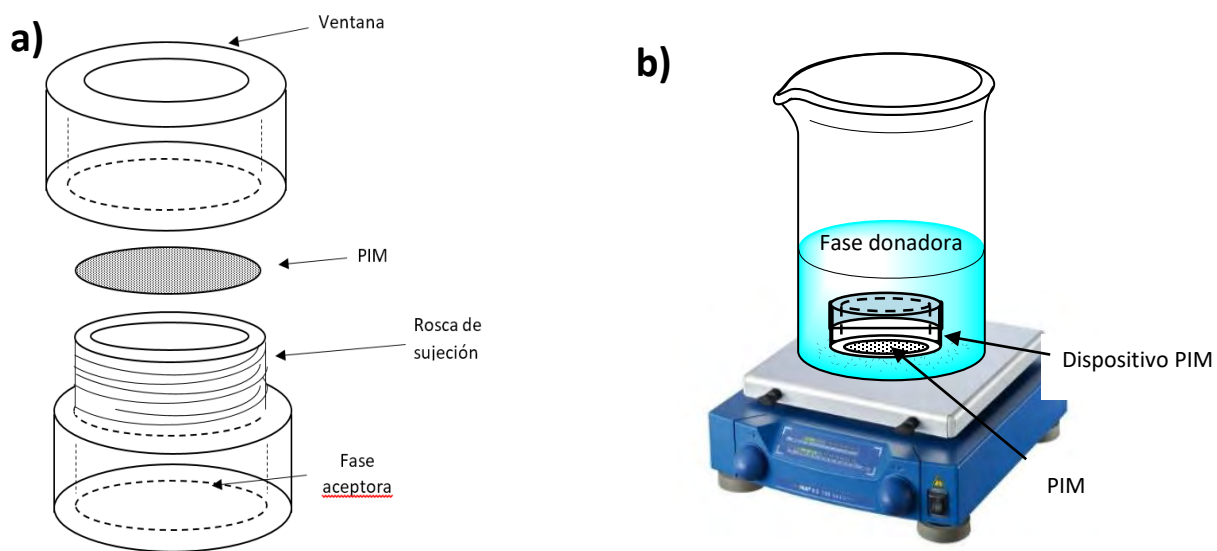 a)
Ventana
PIM
Rosca de
sujeción
Fase
aceptora
b)
Fase donadora
Dispositivo PIM
PIM